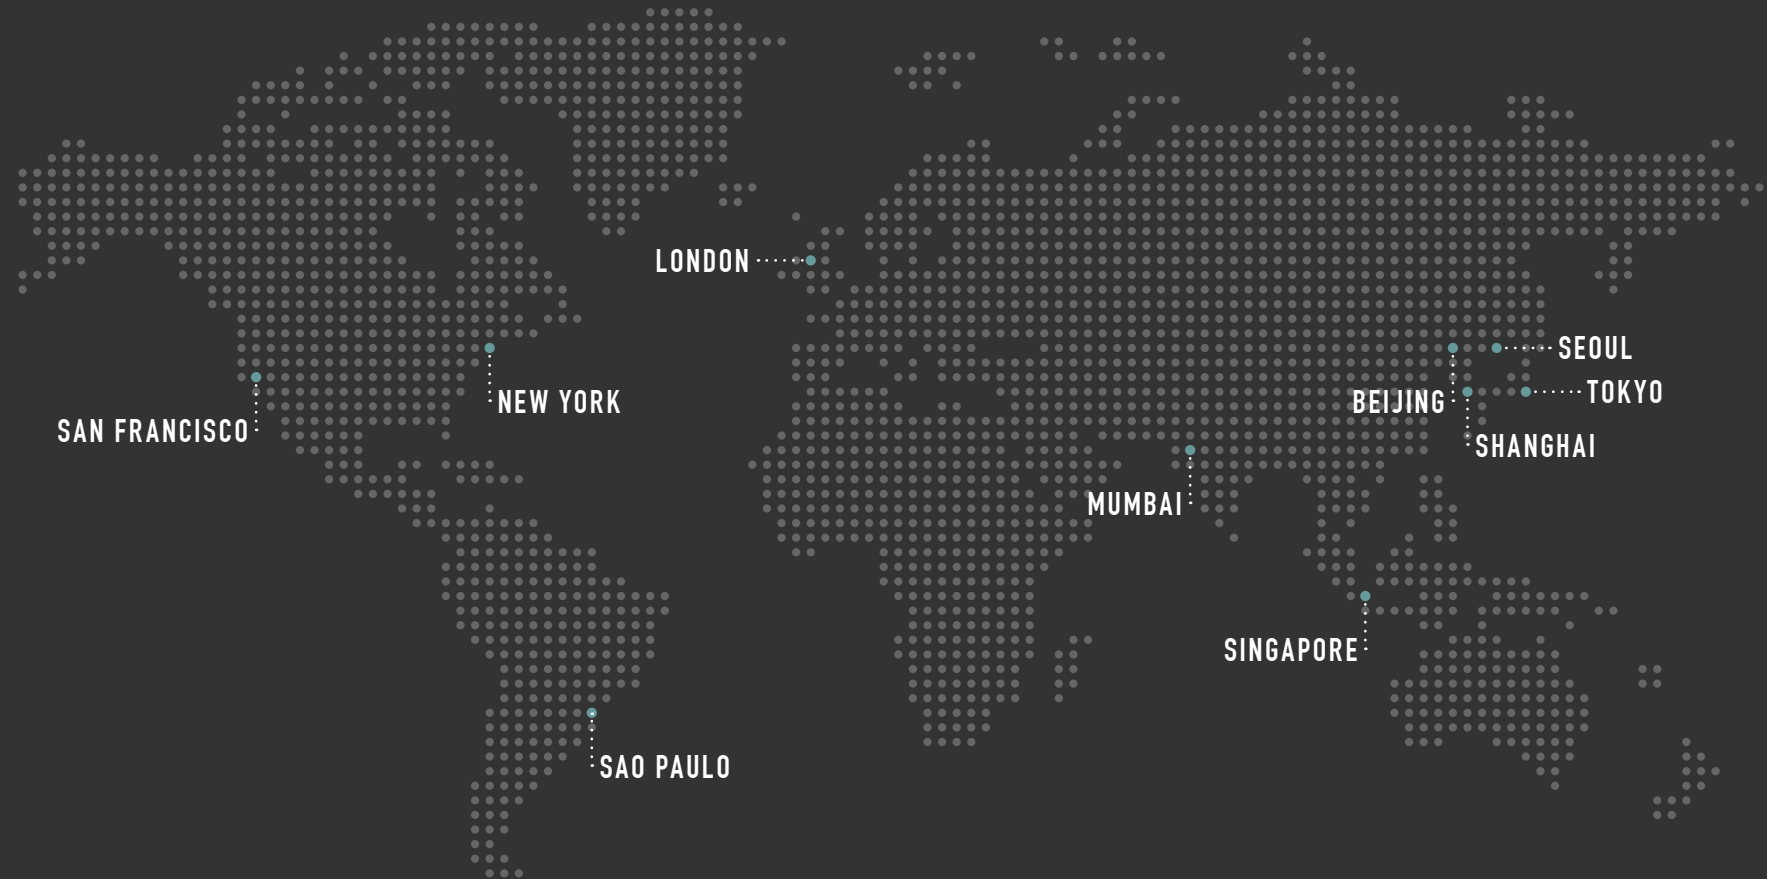 LONDON
SEOUL
TOKYO
NEW YORK
BEIJING
SAN FRANCISCO
SHANGHAI
MUMBAI
SINGAPORE
SAO PAULO